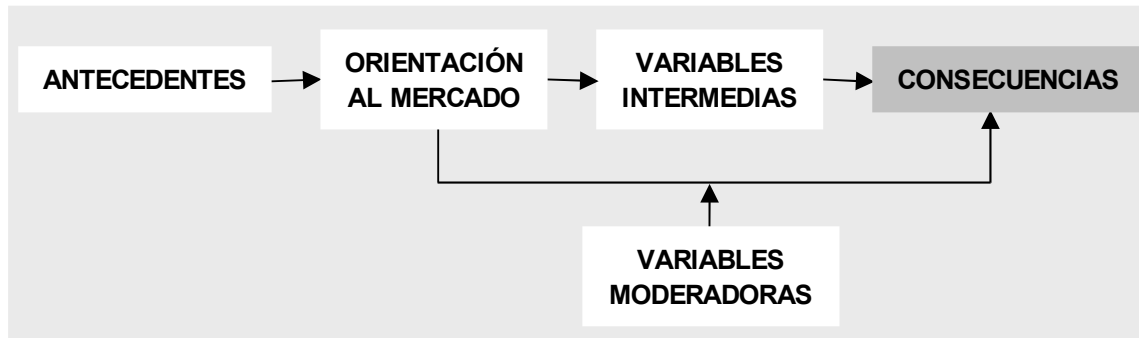 ANTECEDENTES
ORIENTACIÓN
AL MERCADO
VARIABLES
INTERMEDIAS
CONSECUENCIAS
VARIABLES
MODERADORAS